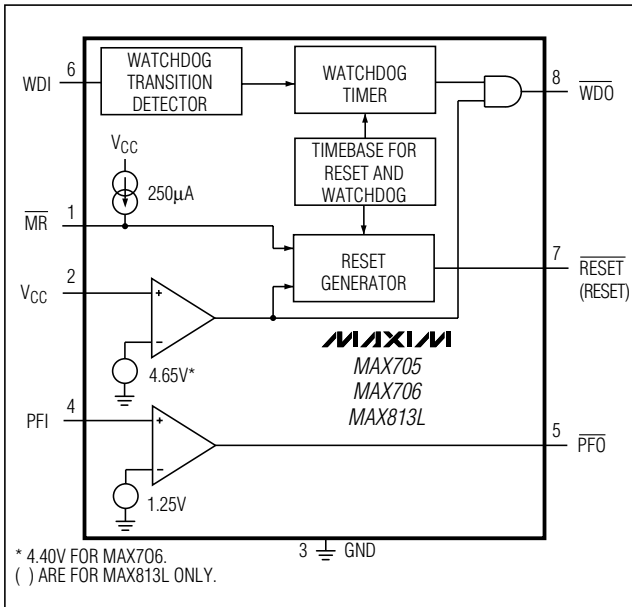 WATCHDOG
TRANSITION
DETECTOR
WATCHDOG
TIMER
6
WDI
8
WDO
VCC
250µA
TIMEBASE FOR
RESET AND
WATCHDOG
1
MR
RESET
GENERATOR
7
RESET
(RESET)
2
VCC
+
−
4.65V*
MAXIM
MAX705
MAX706
MAX813L
4
PFI
+
−
1.25V
5
PFO
3 GND
* 4.40V FOR MAX706.
( ) ARE FOR MAX813L ONLY.